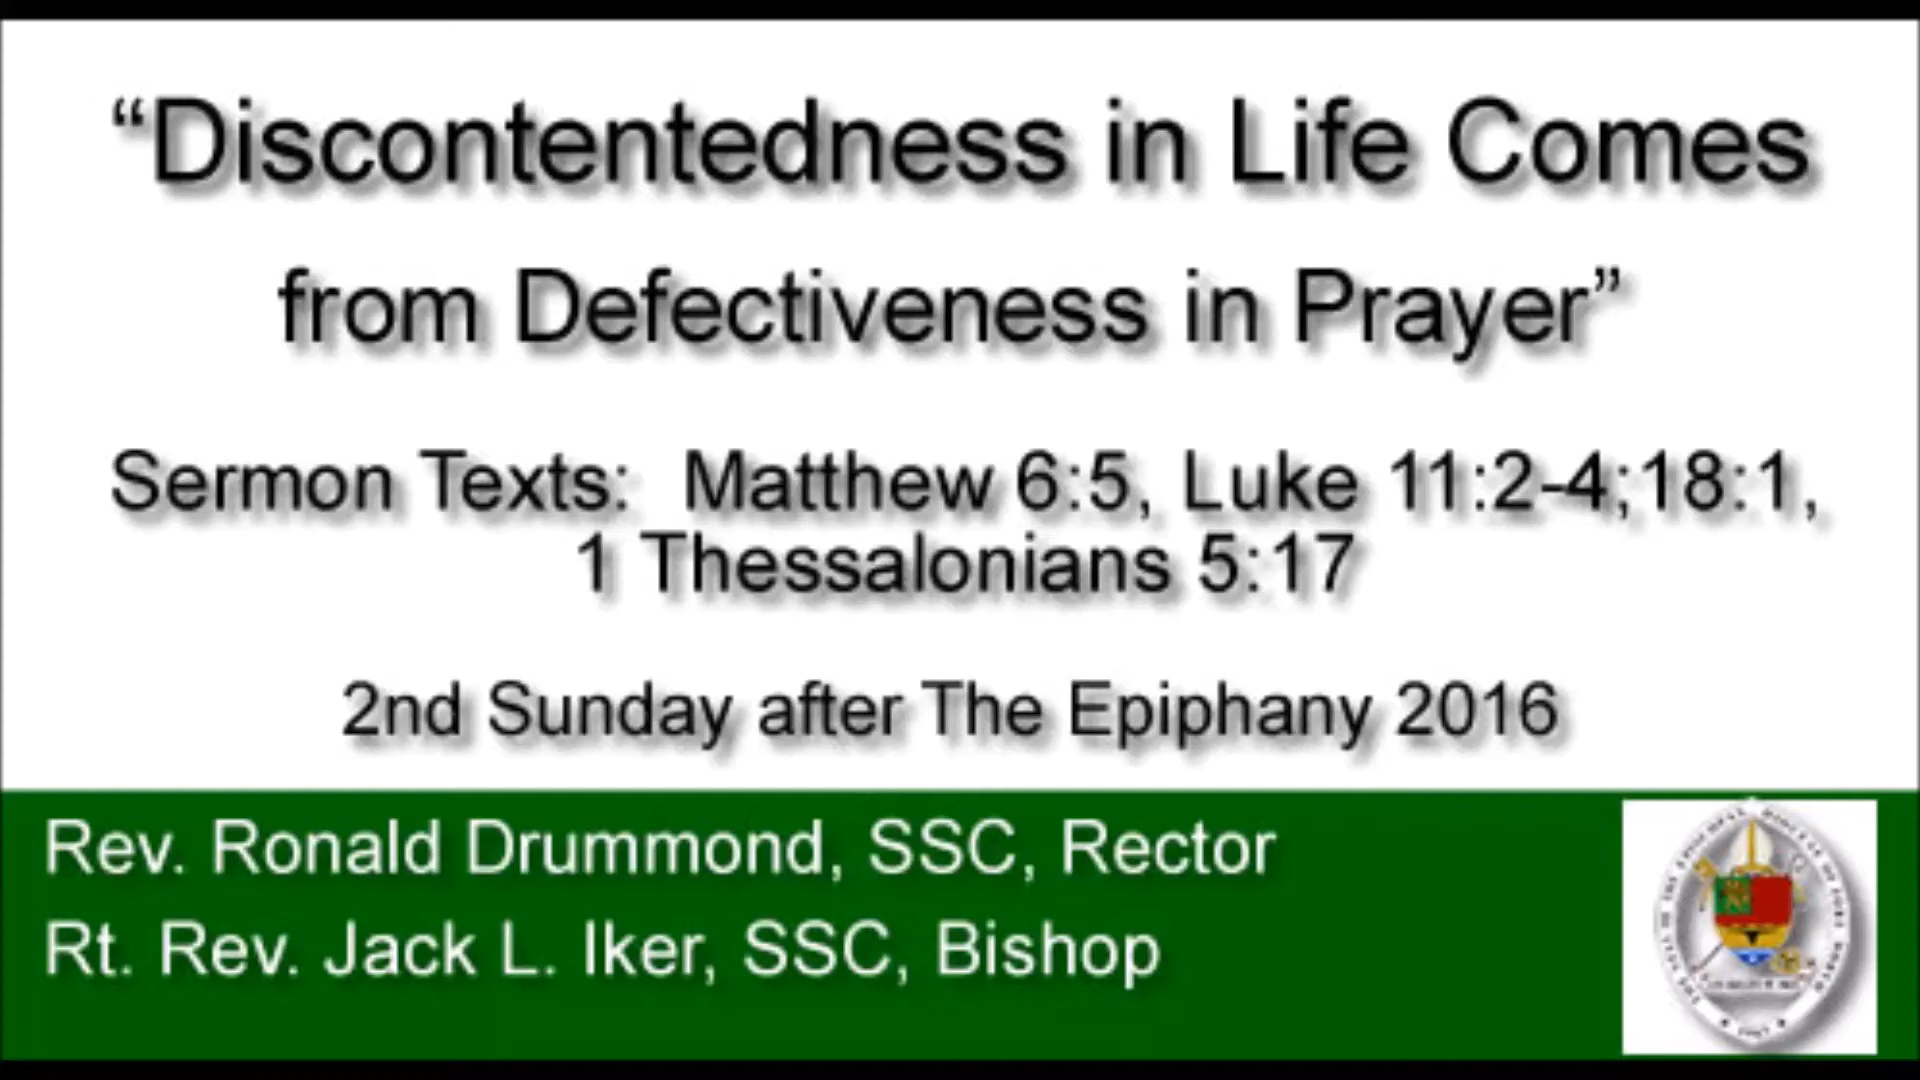 “Discontentedness in Life Comes
from Defectiveness in Prayer”
Sermon Texts:  Matthew 6:5, Luke 11:2-4;18:1,
1 Thessalonians 5:17
2nd Sunday after The Epiphany 2016
Rev. Ronald Drummond, SSC, Rector
Rt. Rev. Jack L. Iker, SSC, Bishop